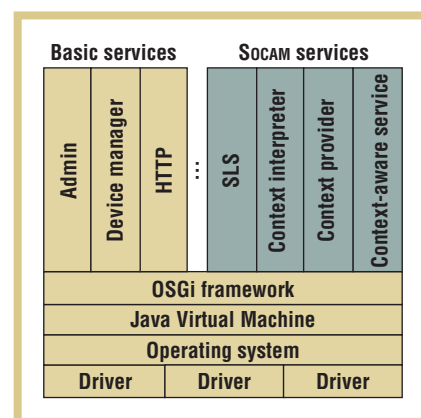 Basic services
SOCAM services
Admin
Device manager
HTTP
...
SLS
Context interpreter
Context provider
Context-aware service
OSGi framework
Java Virtual Machine
Operating system
Driver Driver Driver